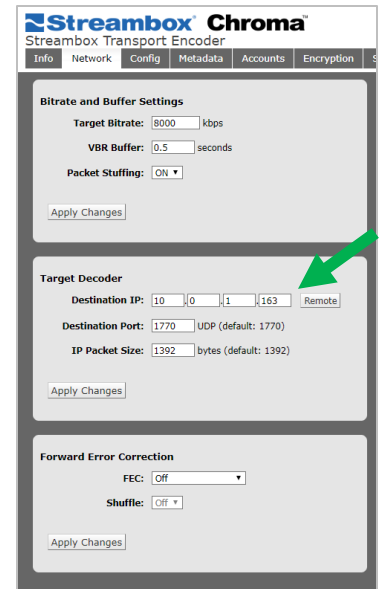 Streambox® Chroma™
Streambox Transport Encoder
Info Network Config Metadata Accounts Encryption S
Bitrate and Buffer Settings
Target Bitrate: 8000 kbps
VBR Buffer: 0.5 seconds
Packet Stuffing: ON
Apply Changes
Target Decoder
Destination IP: 10 .0 .1 .163 Remote
Destination Port: 1770 UDP (default: 1770)
IP Packet Size: 1392 bytes (default: 1392)
Apply Changes
Forward Error Correction
FEC: Off
Shuffle: Off
Apply Changes